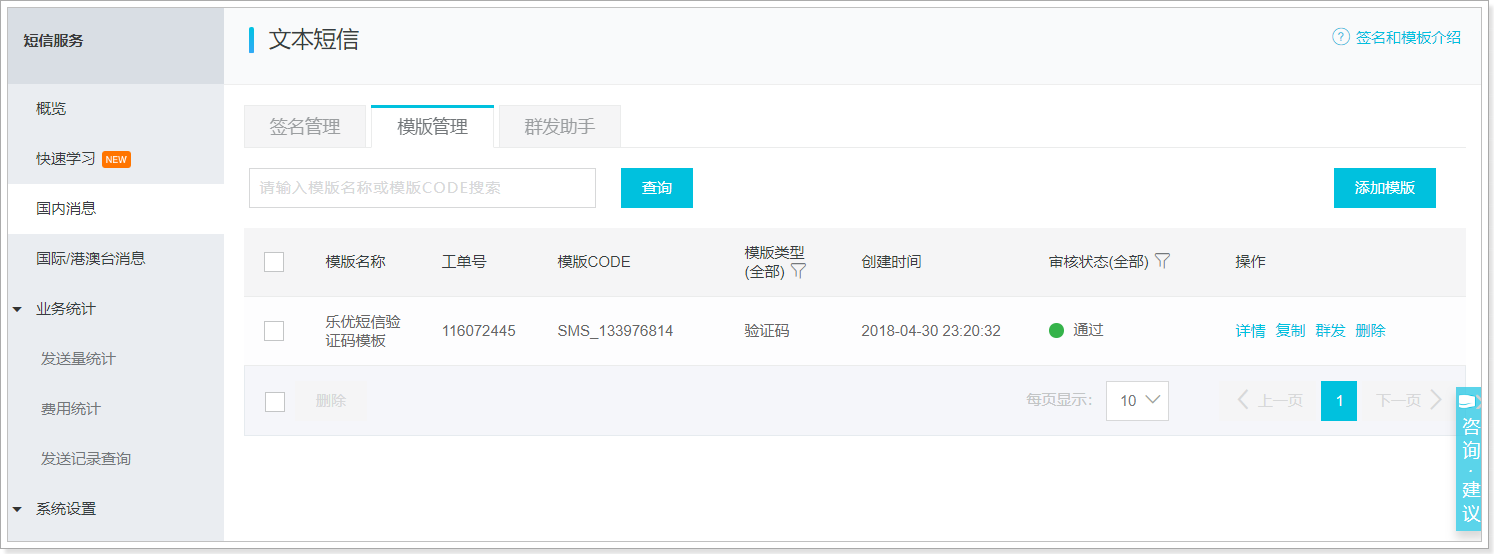 短信服务
概览
快速学习 NEW
国内消息
国际/港澳台消息
业务统计
发送量统计
费用统计
发送记录查询
系统设置
文本短信
? 签名和模板介绍
签名管理 模版管理 群发助手
请输入模版名称或模版CODE搜索 查询 添加模版
模版名称 工单号 模版CODE 模版类型
(全部) 创建时间 审核状态(全部) 操作
乐优短信验
证码模板 116072445 SMS_133976814 验证码 2018-04-30 23:20:32 通过 详情 复制 群发 删除
删除 每页显示: 10 上一页 1 下一页
咨
询
·
建
议